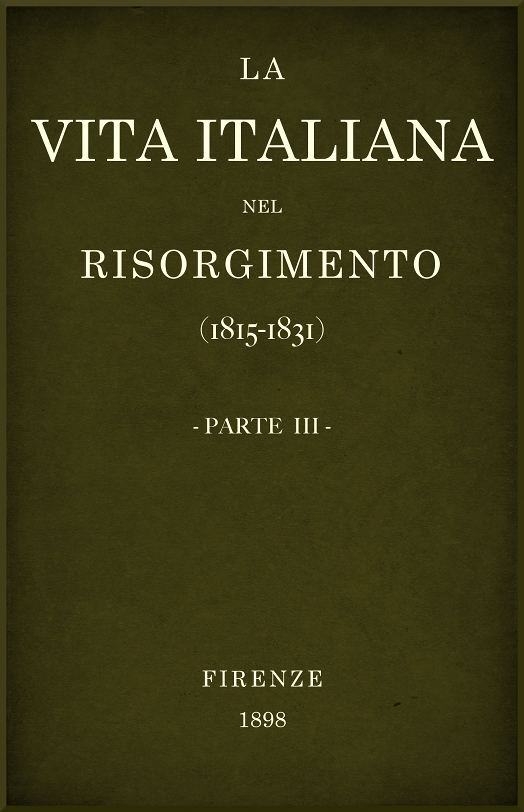 LA
VITA ITALIANA
NEL
RISORGIMENTO
(1815-1831)
- PARTE III -
FIRENZE
1898